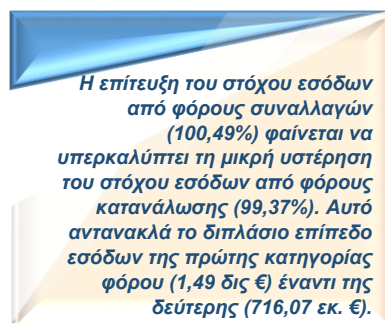 Η επίτευξη του στόχου εσόδων
από φόρους συναλλαγών
(100,49%) φαίνεται να
υπερκαλύπτει τη μικρή υστέρηση
του στόχου εσόδων από φόρους
κατανάλωσης (99,37%). Αυτό
αντανακλά το διπλάσιο επίπεδο
εσόδων της πρώτης κατηγορίας
φόρου (1,49 δις €) έναντι της
δεύτερης (716,07 εκ. €).